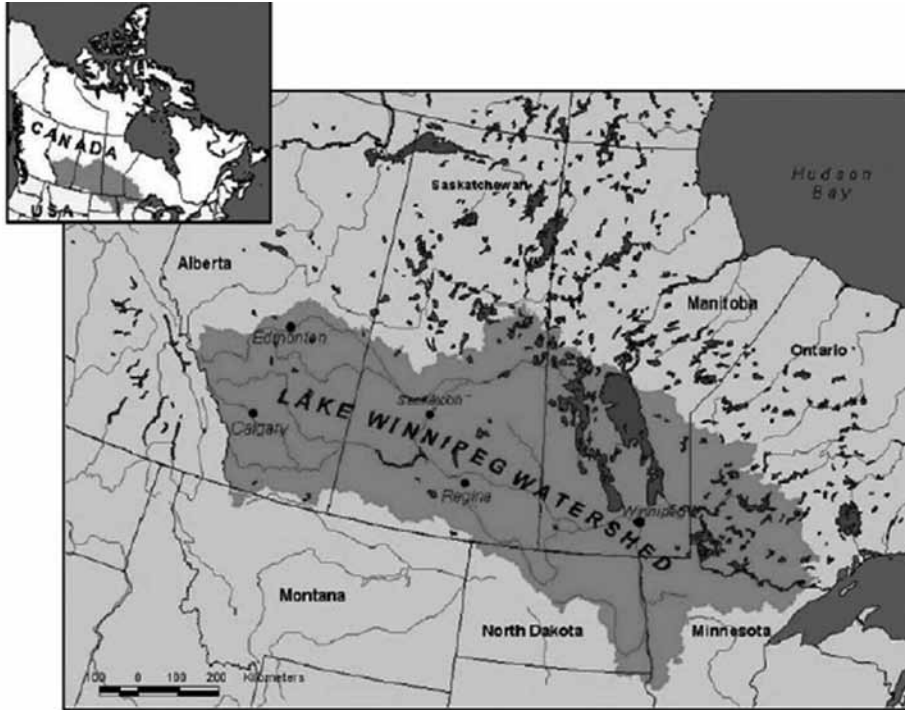 CANADA
USA
Hudson
Bay
Saskatchewan
Alberta
Manitoba
Ontario
Edmonton
Saskatoon
Calgary
LAKE WINNIPEG WATERSHED
Regina
Winnipeg
Montana
North Dakota
Minnesota
100 0 100 200 Kilometers